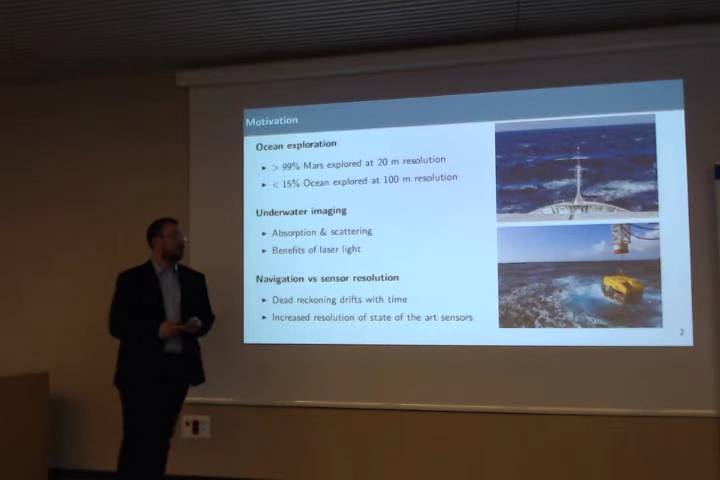 Motivation
Ocean exploration
▸ > 99% Mars explored at 20 m resolution
▸ < 15% Ocean explored at 100 m resolution
Underwater imaging
▸ Absorption & scattering
▸ Benefits of laser light
Navigation vs sensor resolution
▸ Dead reckoning drifts with time
▸ Increased resolution of state of the art sensors
2